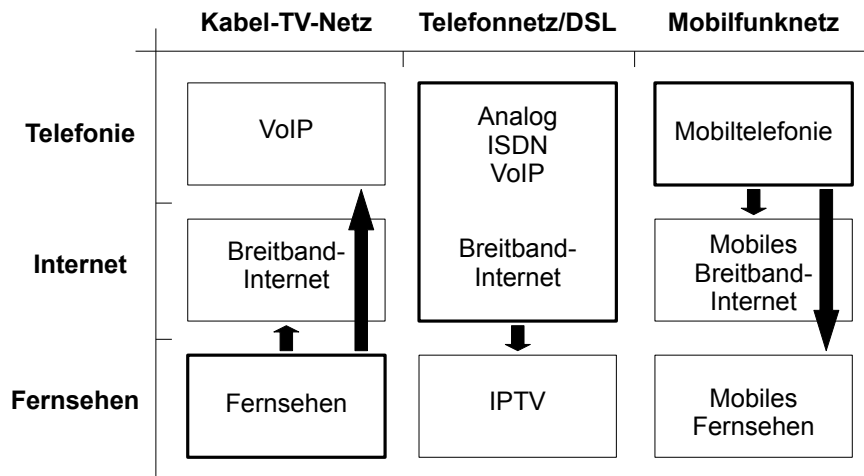 Kabel-TV-Netz Telefonnetz/DSL Mobilfunknetz
Telefonie
VoIP
Analog
ISDN
VoIP
Mobiltelefonie
Internet
Breitband-
Internet
Breitband-
Internet
Mobiles
Breitband-
Internet
Fernsehen
Fernsehen
IPTV
Mobiles
Fernsehen